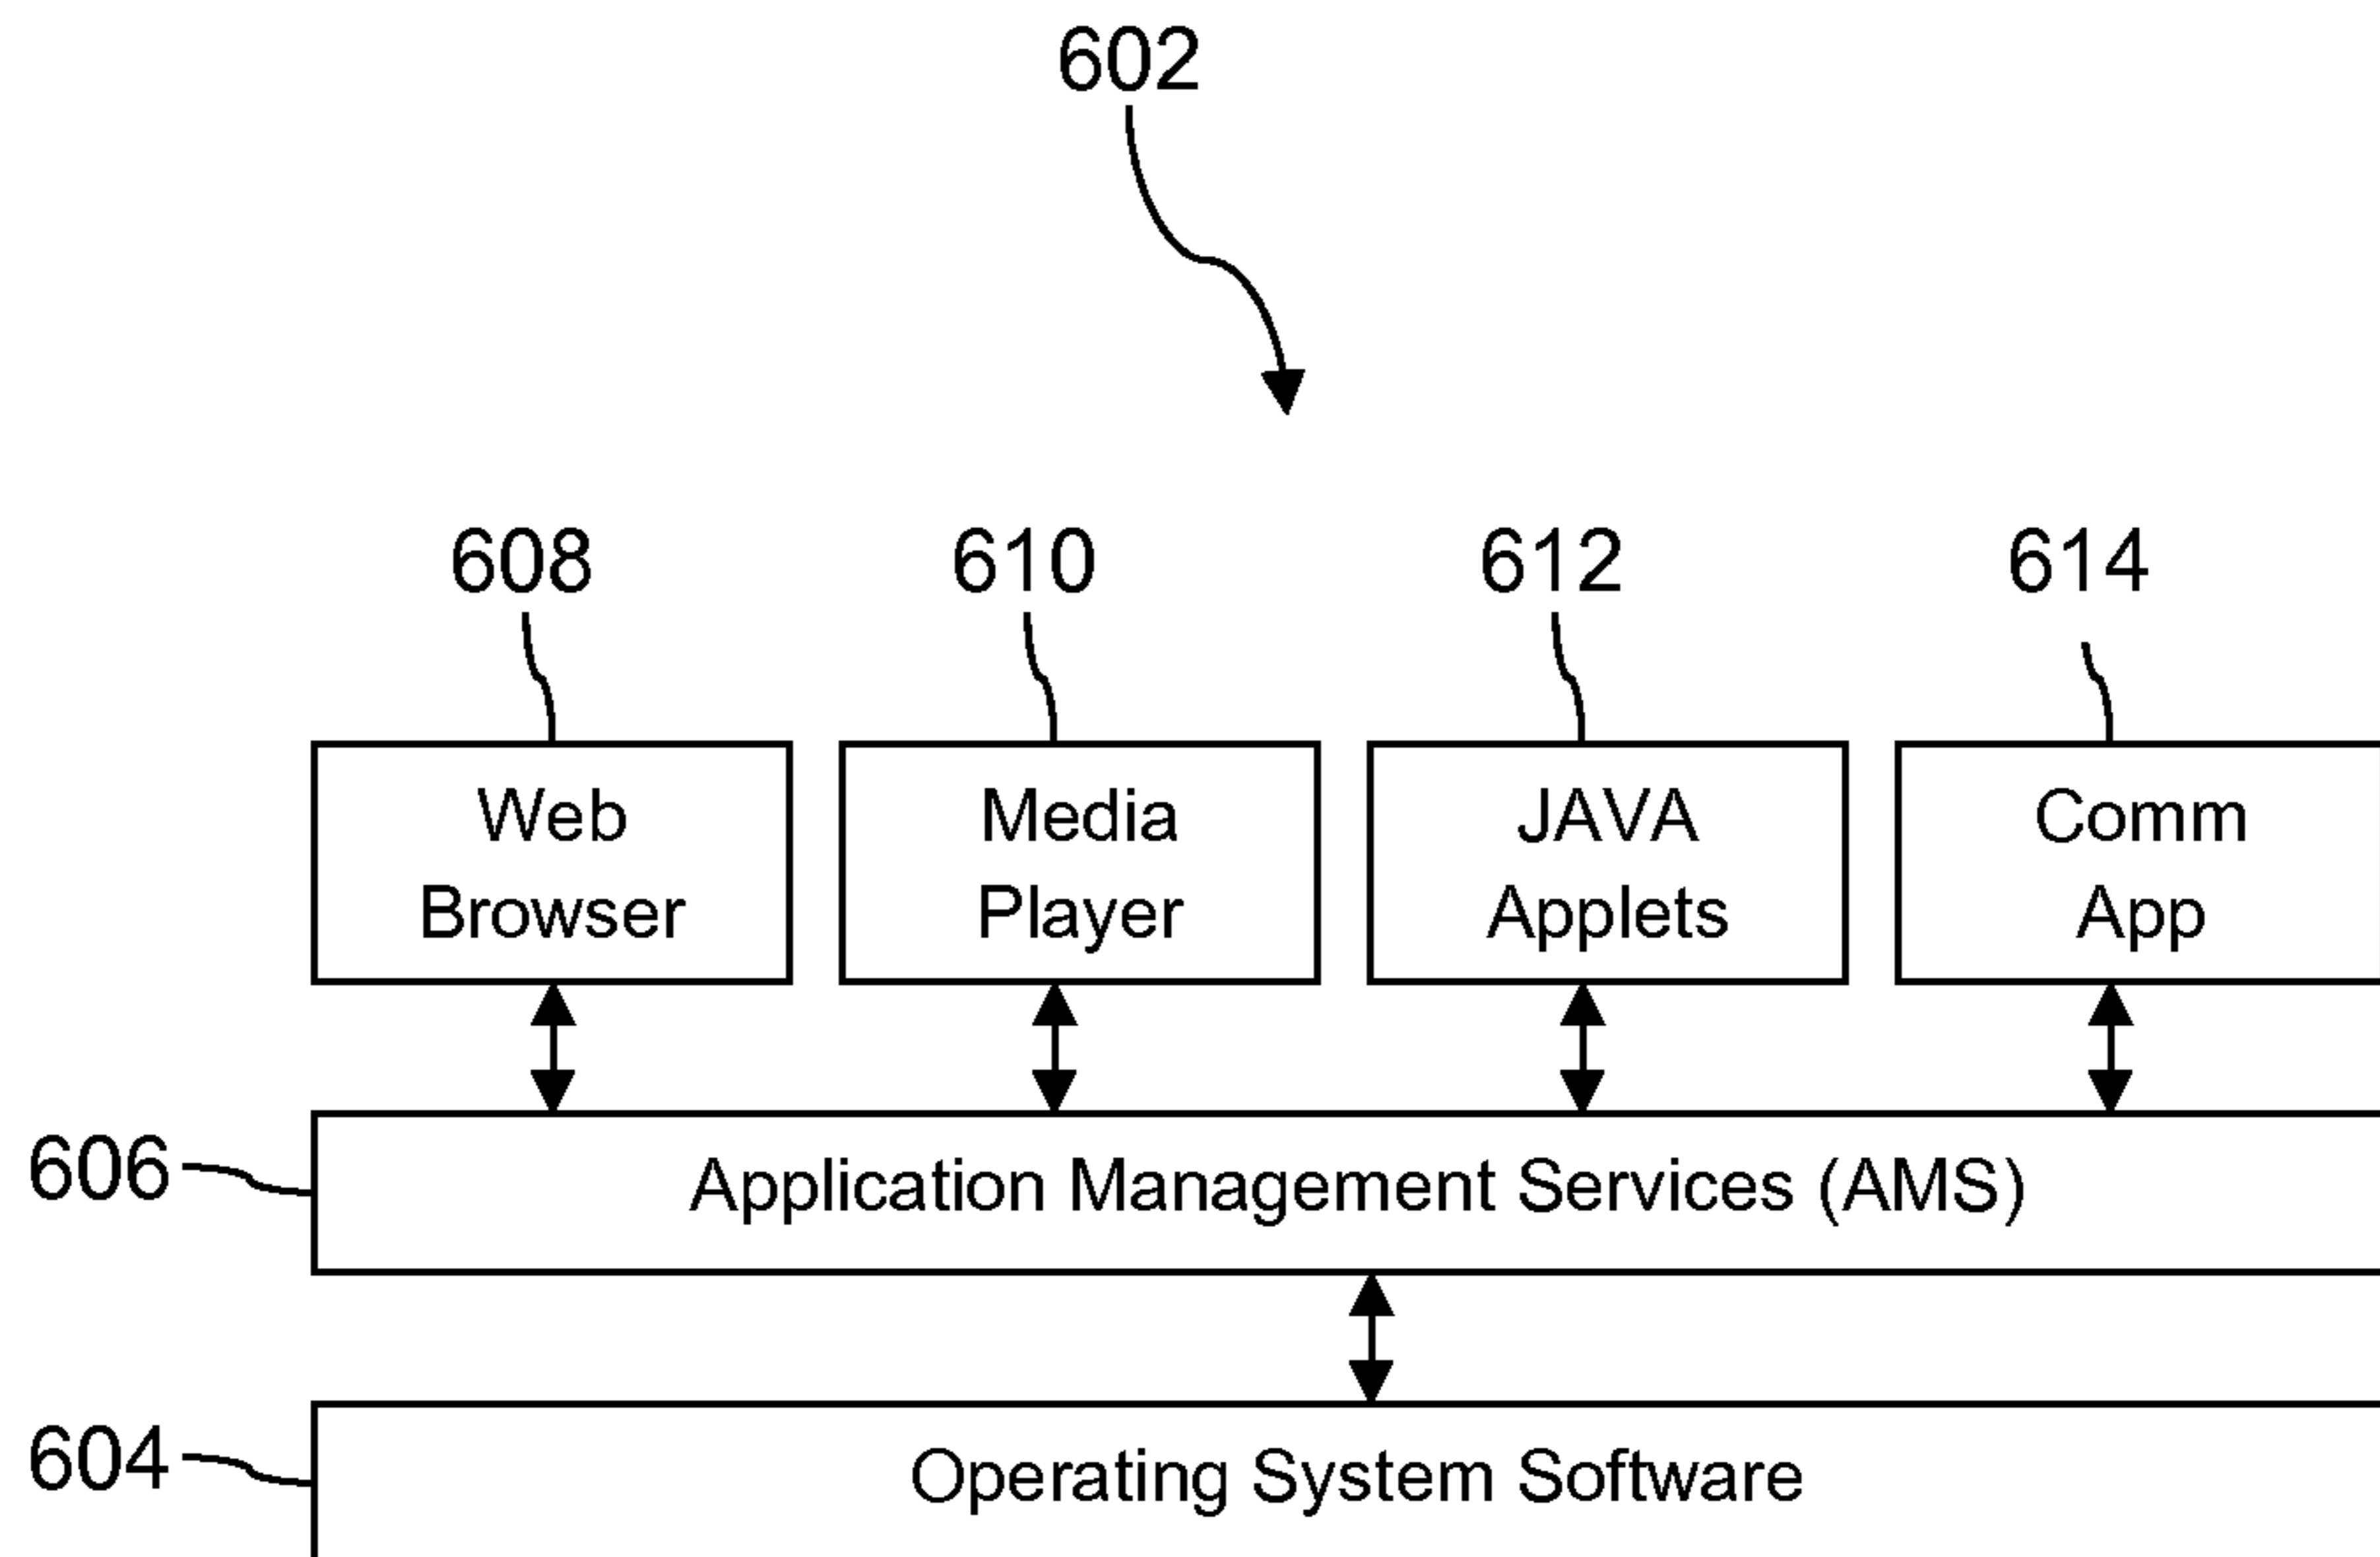 602
608
610
612
614
Web
Browser
Media
Player
JAVA
Applets
Comm
App
606
Application Management Services (AMS)
604
Operating System Software